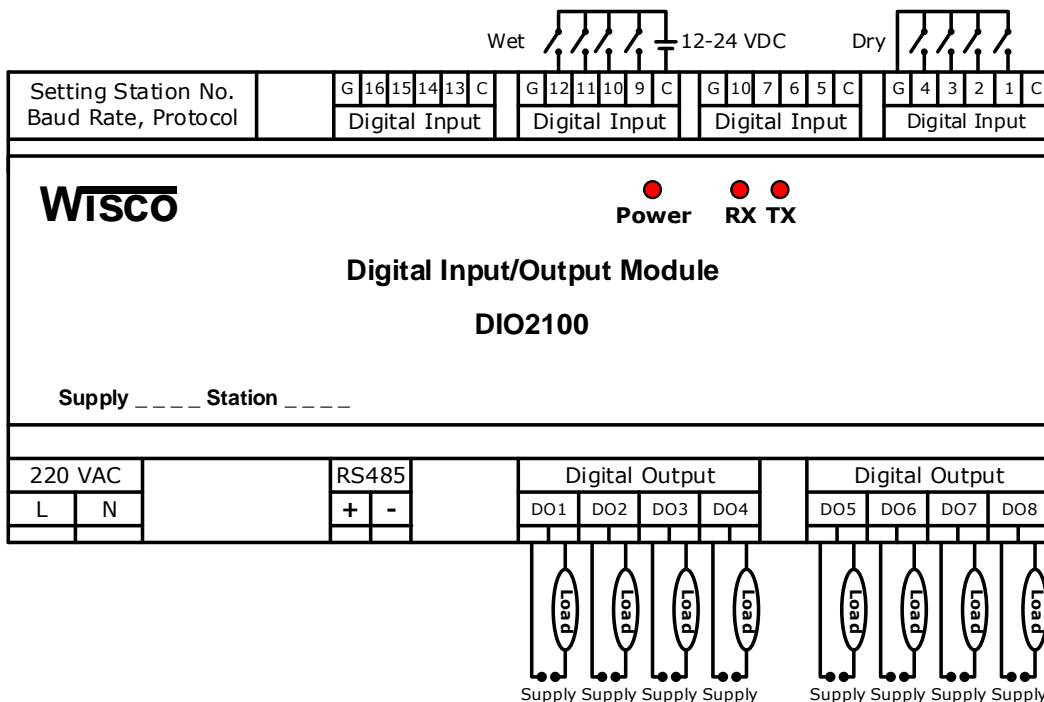 Wet 12-24 VDC Dry
Setting Station No.
Baud Rate, Protocol
G 16 15 14 13 C
Digital Input
G 12 11 10 9 C
Digital Input
G 10 7 6 5 C
Digital Input
G 4 3 2 1 C
Digital Input
Wisco
Power RX TX
Digital Input/Output Module
DIO2100
Supply _ _ _ _ Station _ _ _ _
220 VAC
L N
RS485
+ -
Digital Output
DO1 DO2 DO3 DO4
Digital Output
DO5 DO6 DO7 DO8
Load Load Load Load Load Load Load Load
Supply Supply Supply Supply Supply Supply Supply Supply